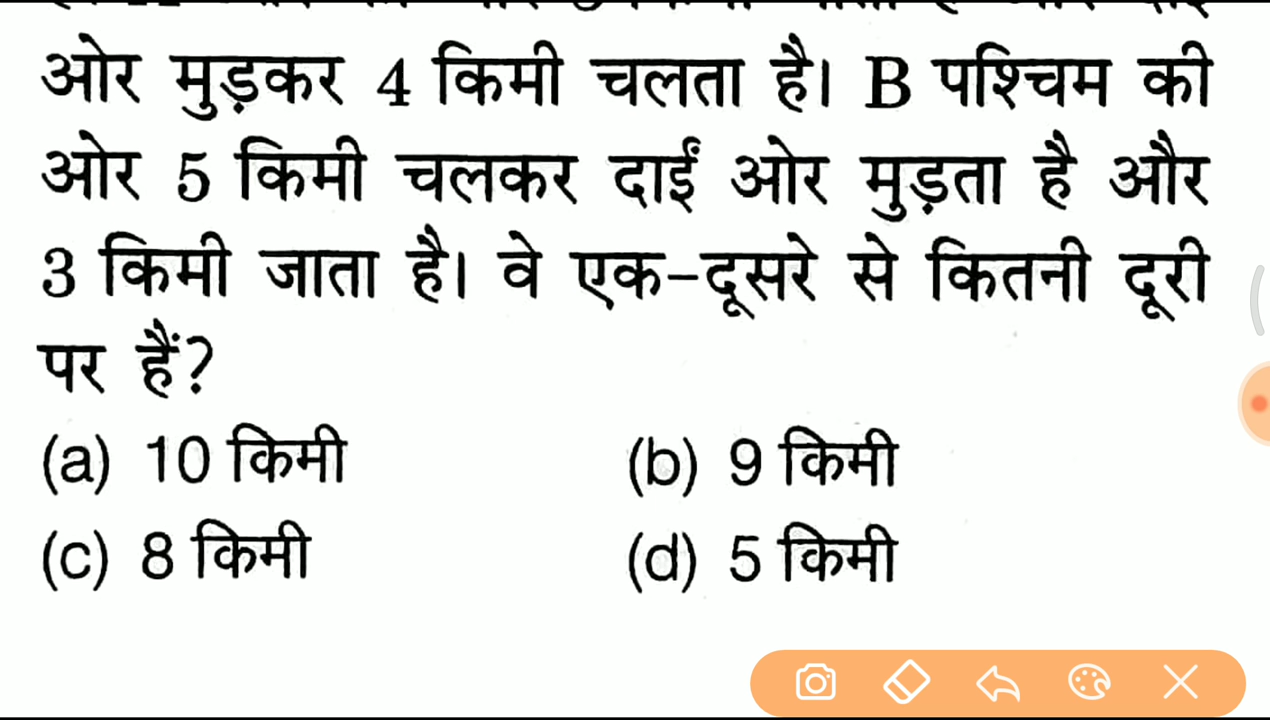 ओर मुड़कर 4 किमी चलता है। B पश्चिम की
ओर 5 किमी चलकर दाईं ओर मुड़ता है और
3 किमी जाता है। वे एक-दूसरे से कितनी दूरी
पर हैं?
(a) 10 किमी (b) 9 किमी
(c) 8 किमी (d) 5 किमी